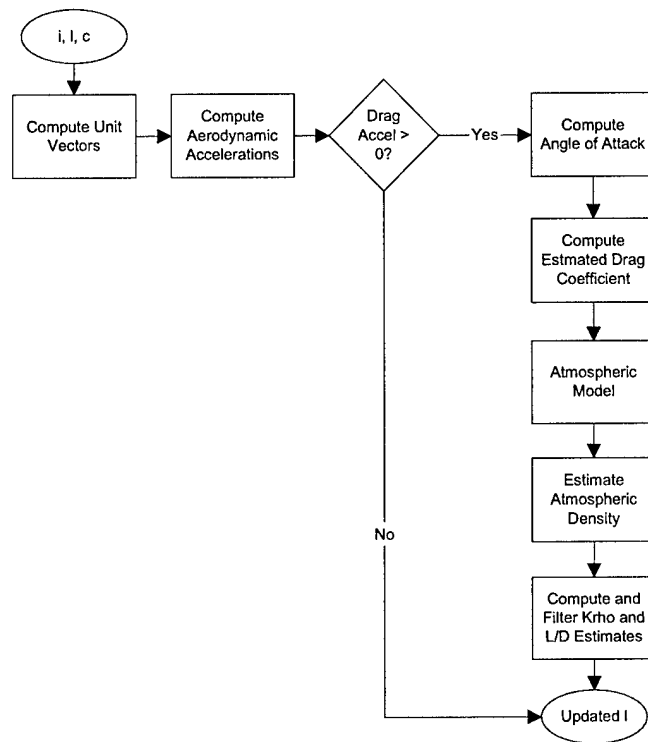 i, l, c
Compute Unit
Vectors
Compute
Aerodynamic
Accelerations
Drag
Accel >
0?
Yes
Compute
Angle of Attack
Compute
Estmated Drag
Coefficient
Atmospheric
Model
Estimate
Atmospheric
Density
No
Compute and
Filter Krho and
L/D Estimates
Updated l